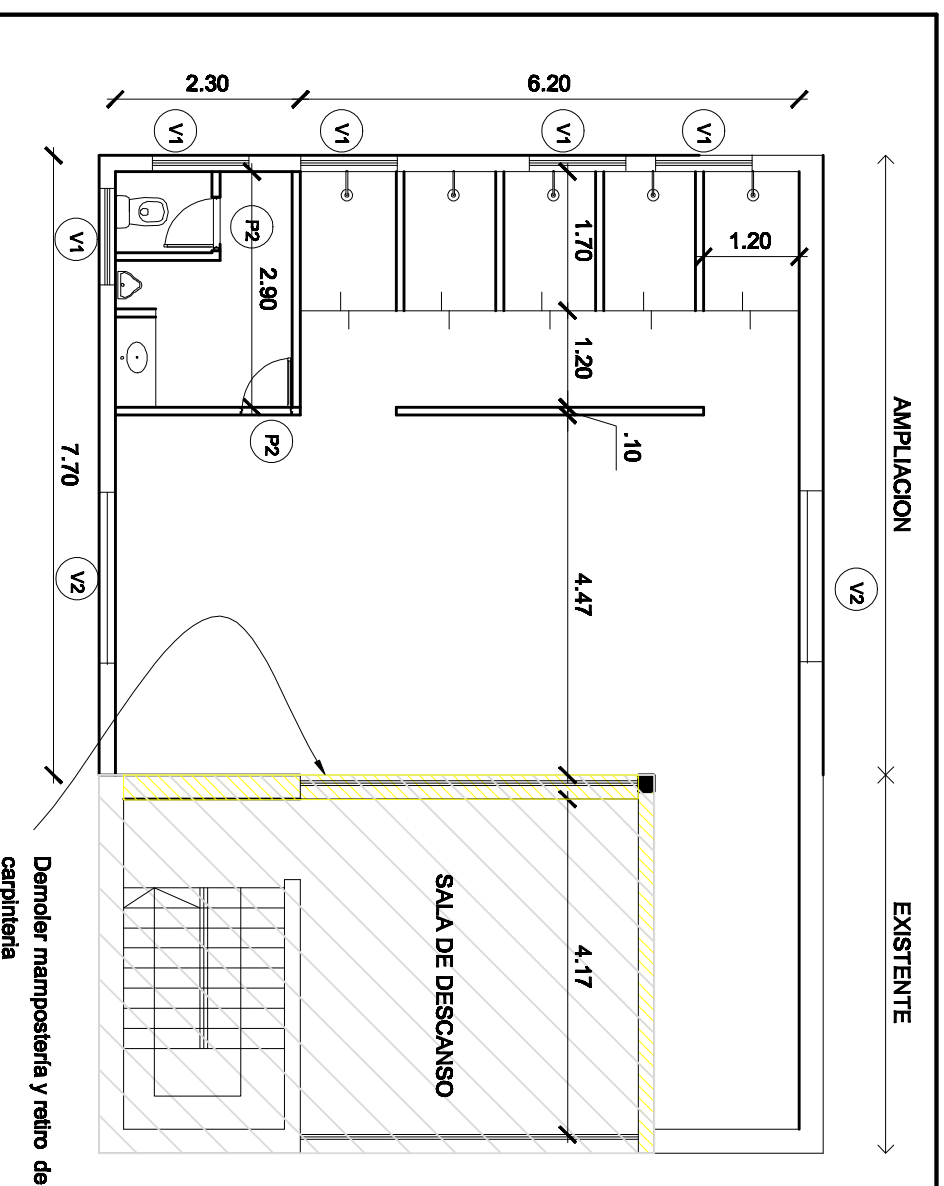 AMPLIACION
EXISTENTE
2.30
6.20
V1
V1
V1
V1
V1
P2
2.90
1.70
1.20
1.20
P2
.10
7.70
V2
V2
4.47
4.17
SALA DE DESCANSO
Demoler mampostería y retiro de
carpinteria